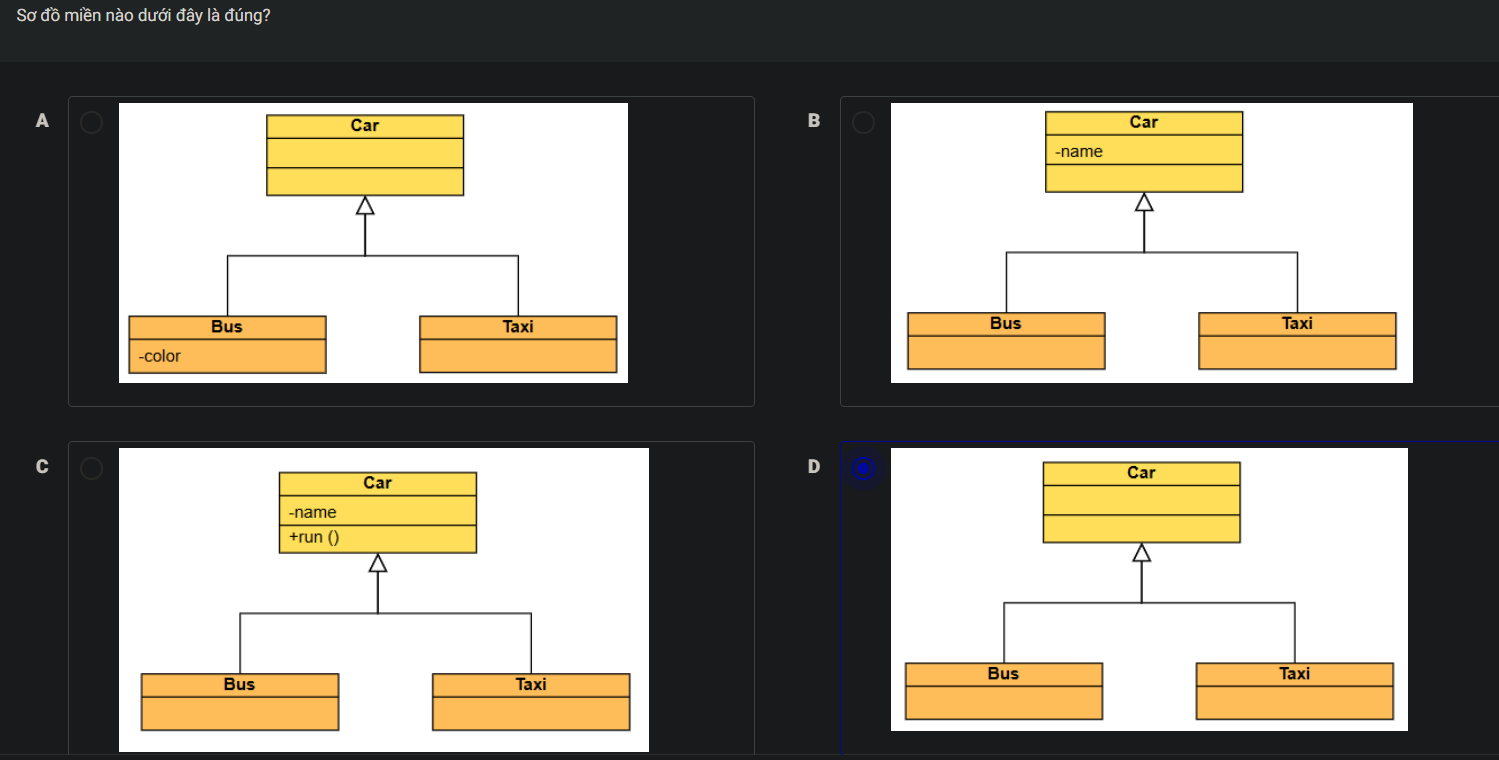 Sơ đồ miền nào dưới đây là đúng?
A
Car
Bus
Taxi
-color
B
Car
-name
Bus
Taxi
C
Car
-name
+run ()
Bus
Taxi
D
Car
Bus
Taxi